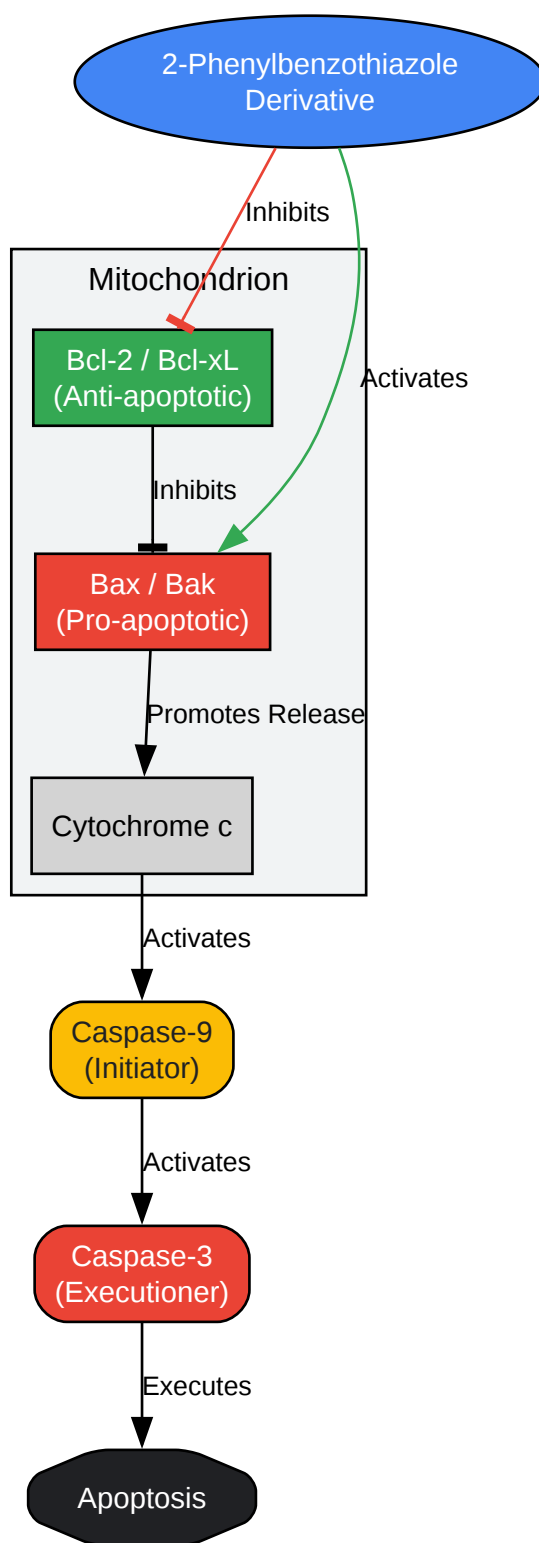 2-Phenylbenzothiazole
Derivative
Inhibits
Mitochondrion
Bcl-2 / Bcl-xL
(Anti-apoptotic)
Activates
Inhibits
Bax / Bak
(Pro-apoptotic)
Promotes Release
Cytochrome c
Activates
Caspase-9
(Initiator)
Activates
Caspase-3
(Executioner)
Executes
Apoptosis